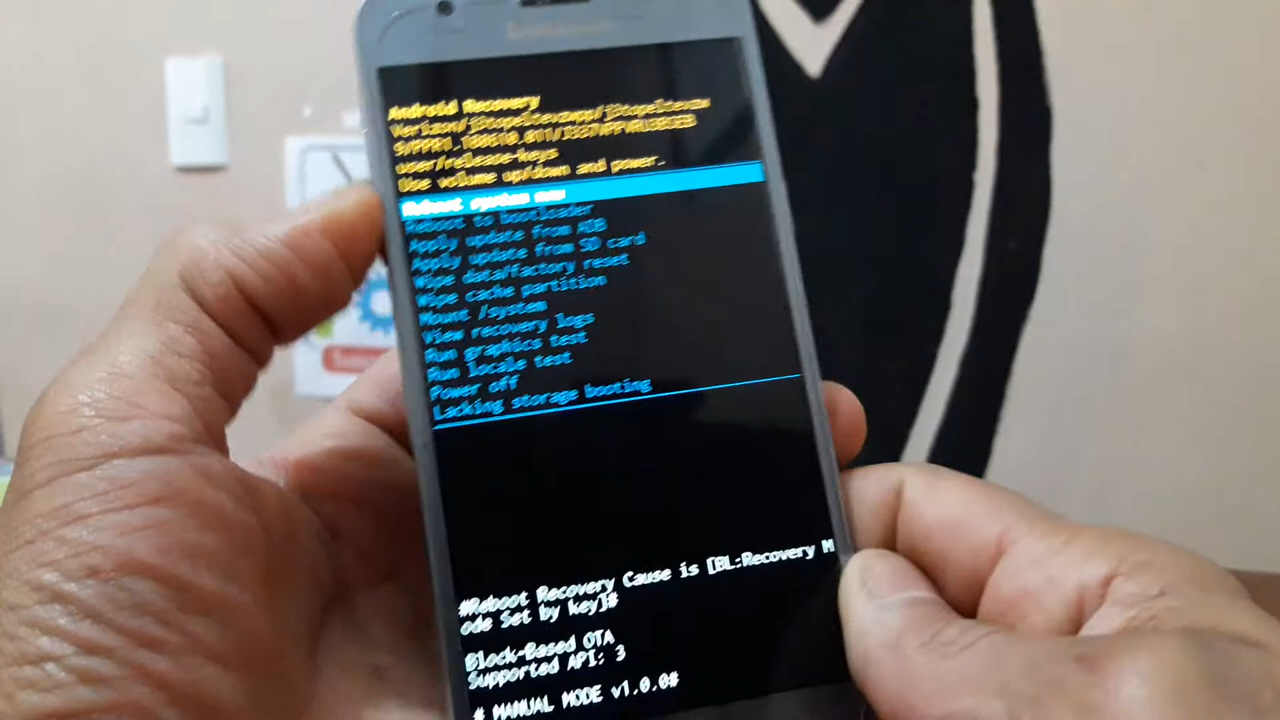 Android Recovery
user/release-keys
Use volume up/down and power.
Reboot system now
Reboot to bootloader
Apply update from ADB
Apply update from SD card
Wipe data/factory reset
Wipe cache partition
Mount /system
View recovery logs
Run graphics test
Run locale test
Power off
Lacking storage booting
#Reboot Recovery Cause is [BL:Recovery M
ode Set by key]#
Block-Based OTA
Supported API: 3
# MANUAL MODE v1.0.0#